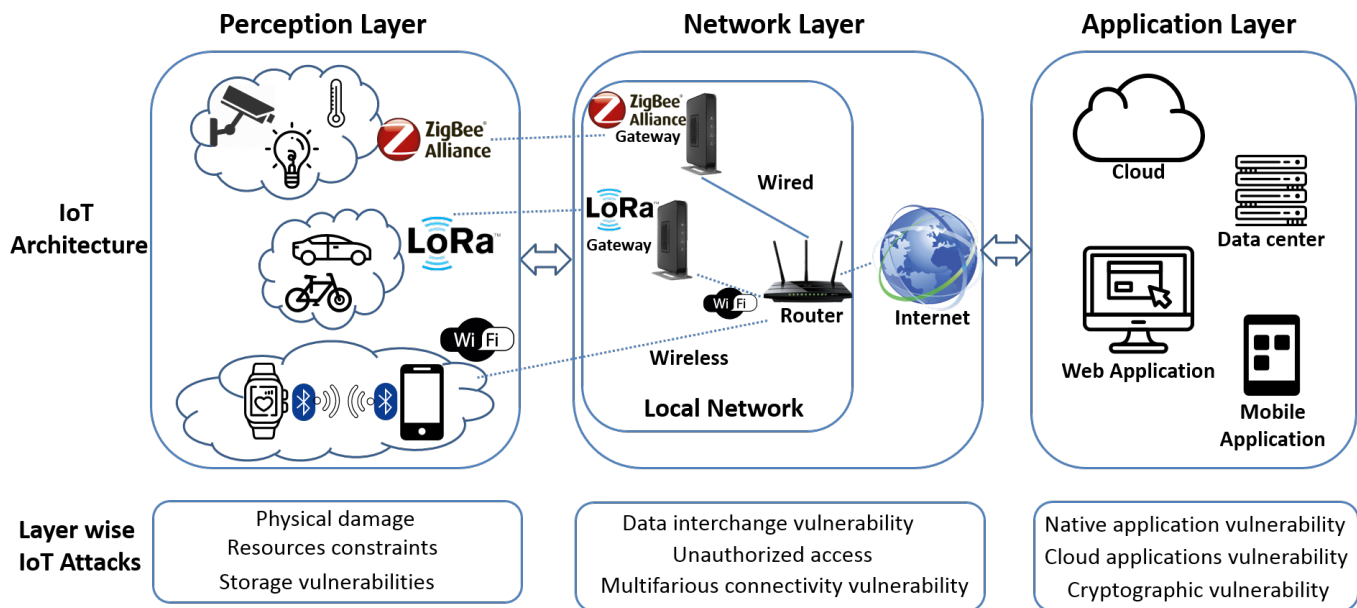 Perception Layer
Network Layer
Application Layer
IoT
Architecture
ZigBee®
Alliance
LoRa™
Wi Fi
ZigBee®
Alliance
Gateway
LoRa™
Gateway
Wired
Wi Fi
Router
Internet
Wireless
Local Network
Cloud
Data center
Web Application
Mobile
Application
Layer wise
IoT Attacks
Physical damage
Resources constraints
Storage vulnerabilities
Data interchange vulnerability
Unauthorized access
Multifarious connectivity vulnerability
Native application vulnerability
Cloud applications vulnerability
Cryptographic vulnerability